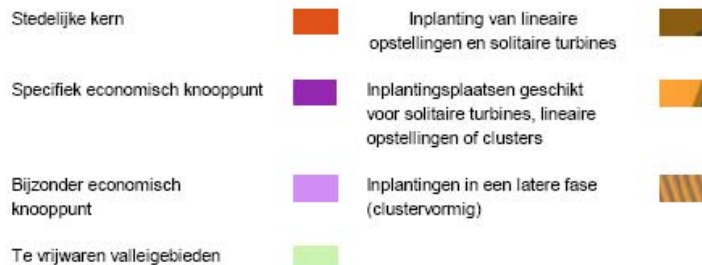 Stedelijke kern
Specifiek economisch knooppunt
Bijzonder economisch
knooppunt
Te vrijwaren valleigebieden
Inplanting van lineaire
opstellingen en solitaire turbines
Inplantingsplaatsen geschikt
voor solitaire turbines, lineaire
opstellingen of clusters
Inplantingen in een latere fase
(clustervormig)